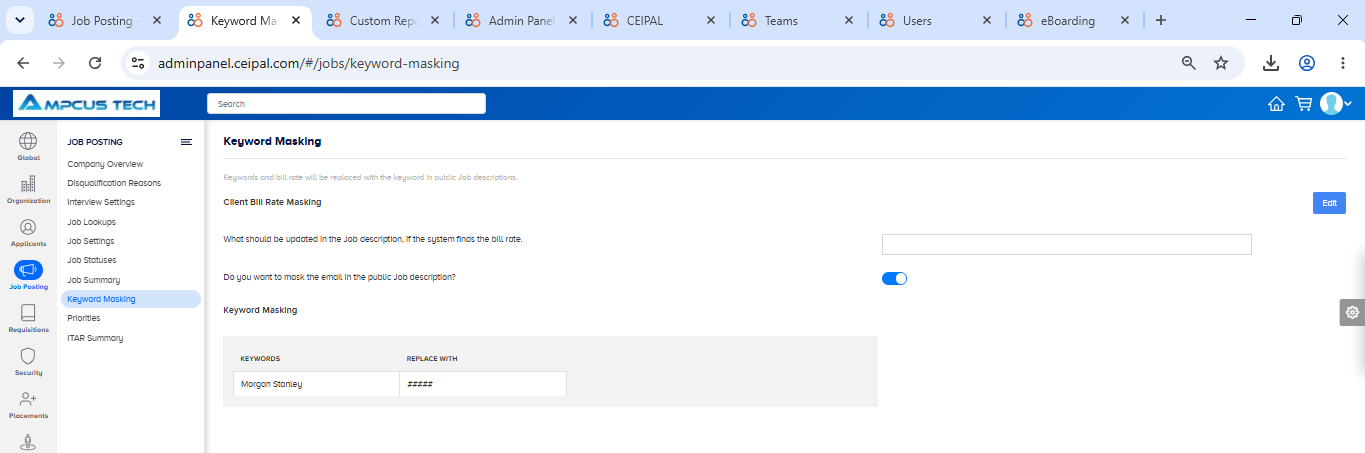 Job Posting -
Keyword Ma
Custom Repo
Admin Panel
CEIPAL
Teams
Users
eBoarding
adminpanel.ceipal.com/#/jobs/keyword-masking
AMPCUS TECH
Search
Global
Organization
Applicants
Job Posting
Requisitions
Security
Placements
JOB POSTING
Company Overview
Disqualification Reasons
Interview Settings
Job Lookups
Job Settings
Job Statuses
Job Summary
Keyword Masking
Priorities
ITAR Summary
Keyword Masking
Keywords and bill rate will be replaced with the keyword in public Job descriptions.
Client Bill Rate Masking
Edit
What should be updated in the Job description, if the system finds the bill rate.
Do you want to mask the email in the public Job description?
Keyword Masking
KEYWORDS REPLACE WITH
Morgan Stanley #####